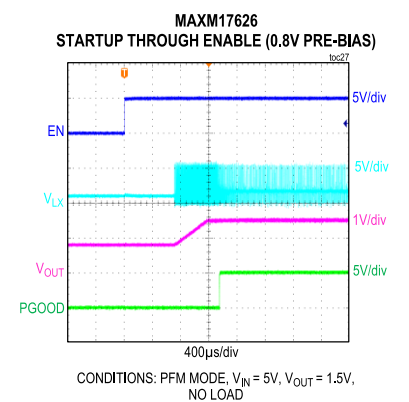 MAXM17626
STARTUP THROUGH ENABLE (0.8V PRE-BIAS)
toc27
T
EN
5V/div
5V/div
VLX
1V/div
VOUT
5V/div
PGOOD
400µs/div
CONDITIONS: PFM MODE, VIN = 5V, VOUT = 1.5V,
NO LOAD